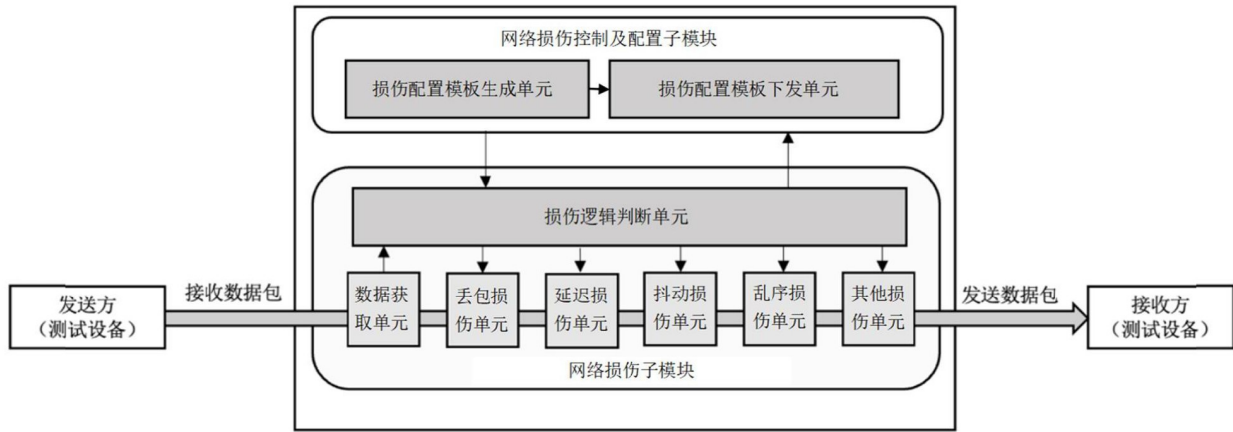 网络损伤控制及配置子模块
损伤配置模板生成单元
损伤配置模板下发单元
损伤逻辑判断单元
发送方
（测试设备）
接收数据包
数据获
取单元
丢包损
伤单元
延迟损
伤单元
抖动损
伤单元
乱序损
伤单元
其他损
伤单元
发送数据包
接收方
（测试设备）
网络损伤子模块